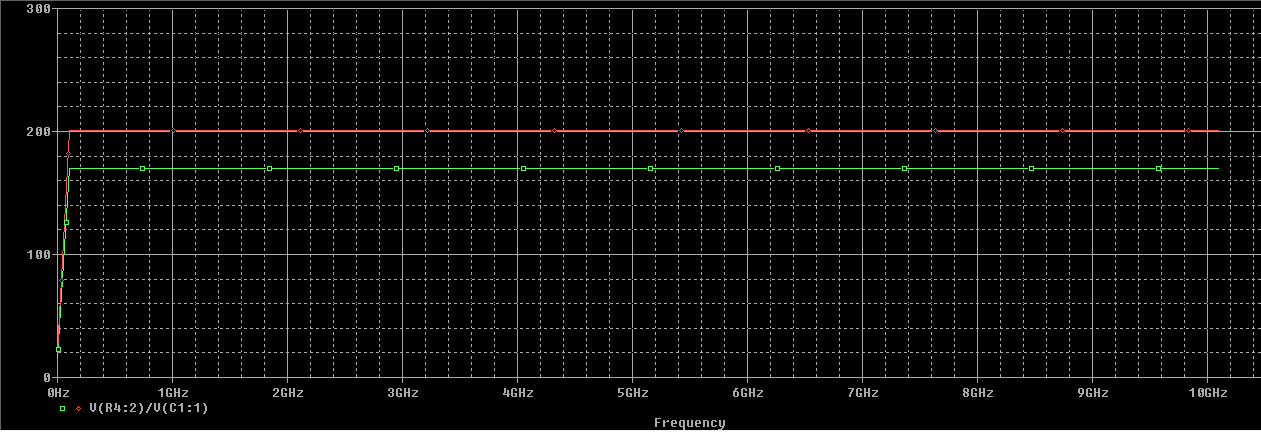 300
200
100
0
0Hz 1GHz 2GHz 3GHz 4GHz 5GHz 6GHz 7GHz 8GHz 9GHz 10GHz
V(R4:2)/V(C1:1)
Frequency